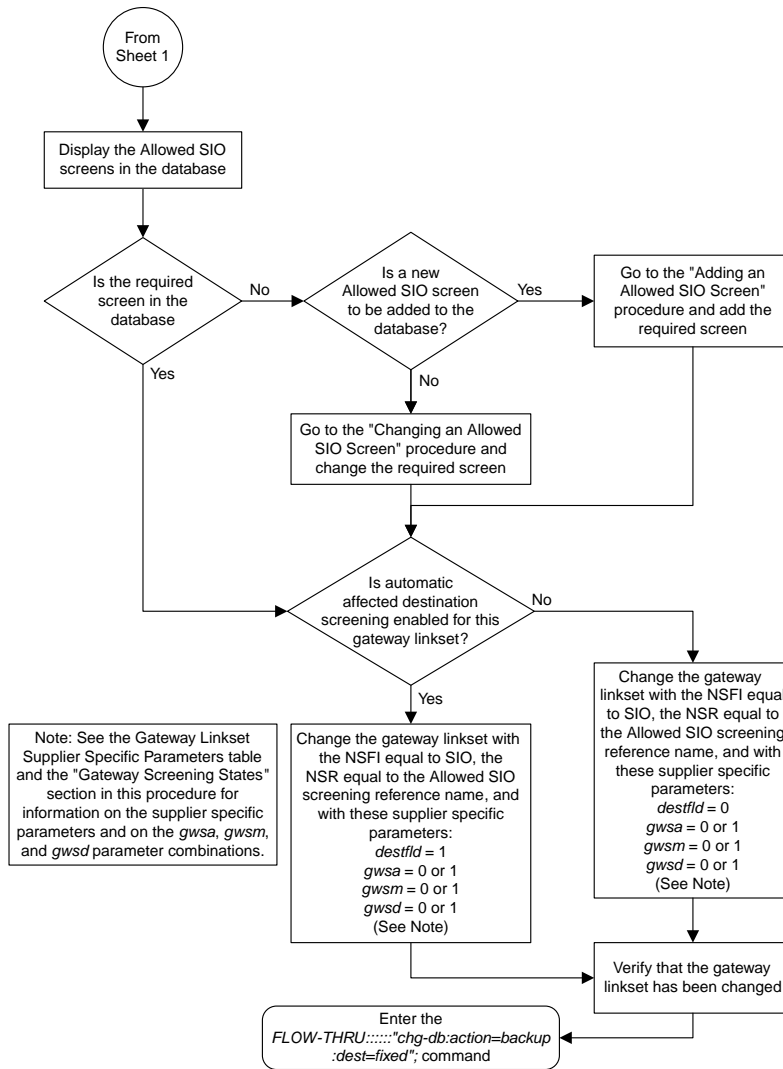 From
Sheet 1
Display the Allowed SIO
screens in the database
Is the required
screen in the
database
No
Is a new
Allowed SIO screen
to be added to the
database?
Yes
Go to the "Adding an
Allowed SIO Screen"
procedure and add the
required screen
Yes
No
Go to the "Changing an Allowed
SIO Screen" procedure and
change the required screen
Is automatic
affected destination
screening enabled for this
gateway linkset?
No
Yes
Change the gateway
linkset with the NSFI equal
to SIO, the NSR equal to
the Allowed SIO screening
reference name, and with
these supplier specific
parameters:
destfld = 0
gwsa = 0 or 1
gwsm = 0 or 1
gwsd = 0 or 1
(See Note)
Note: See the Gateway Linkset
Supplier Specific Parameters table
and the "Gateway Screening States"
section in this procedure for
information on the supplier specific
parameters and on the gwsa, gwsm,
and gwsd parameter combinations.
Change the gateway linkset with
the NSFI equal to SIO, the
NSR equal to the Allowed SIO
screening reference name, and
with these supplier specific
parameters:
destfld = 1
gwsa = 0 or 1
gwsm = 0 or 1
gwsd = 0 or 1
(See Note)
Verify that the gateway
linkset has been changed
Enter the
FLOW-THRU::::::"chg-db:action=backup
:dest=fixed"; command